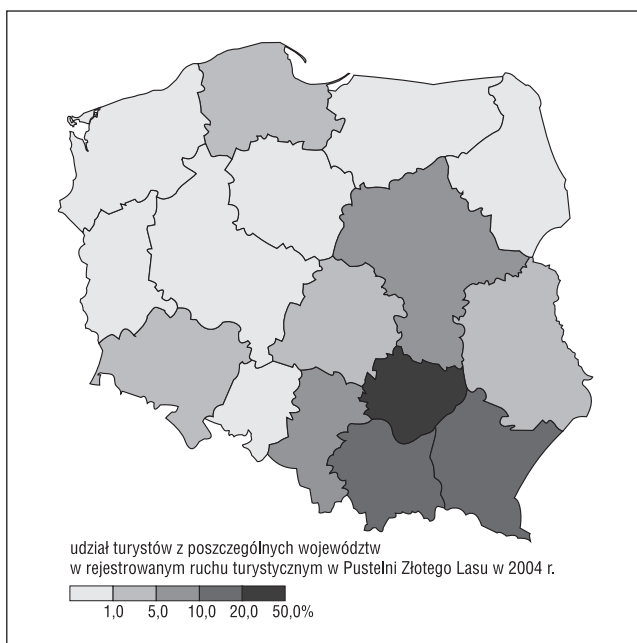 udział turystów z poszczególnych województw
w rejestrowanym ruchu turystycznym w Pustelni Złotego Lasu w 2004 r.
1,0 5,0 10,0 20,0 50,0%